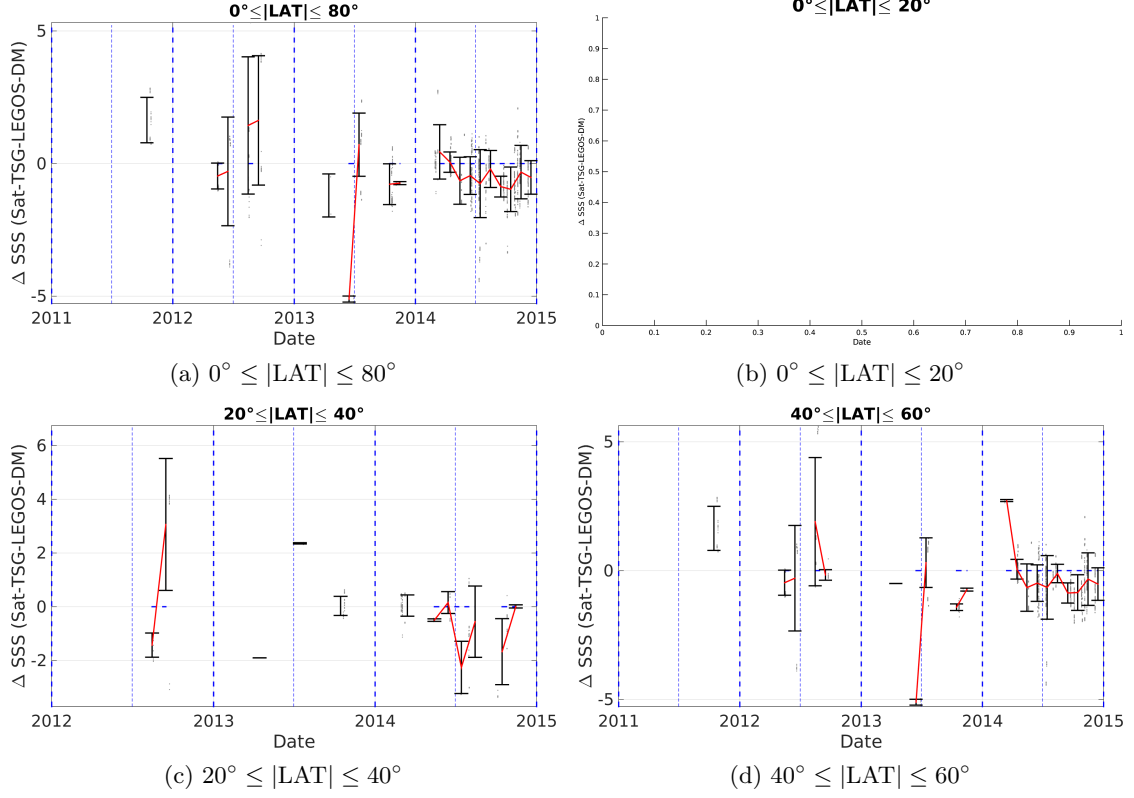 0°≤|LAT|≤ 80°
Δ SSS (Sat-TSG-LEGOS-DM)
5
0
-5
2011 2012 2013 2014 2015
Date
(a) 0° ≤ |LAT| ≤ 80°
0°≤|LAT|≤ 20°
Δ SSS (Sat-TSG-LEGOS-DM)
1
0.9
0.8
0.7
0.6
0.5
0.4
0.3
0.2
0.1
0
0 0.1 0.2 0.3 0.4 0.5 0.6 0.7 0.8 0.9 1
Date
(b) 0° ≤ |LAT| ≤ 20°
20°≤|LAT|≤ 40°
Δ SSS (Sat-TSG-LEGOS-DM)
6
4
2
0
-2
2012 2013 2014 2015
Date
(c) 20° ≤ |LAT| ≤ 40°
40°≤|LAT|≤ 60°
Δ SSS (Sat-TSG-LEGOS-DM)
5
0
-5
2011 2012 2013 2014 2015
Date
(d) 40° ≤ |LAT| ≤ 60°